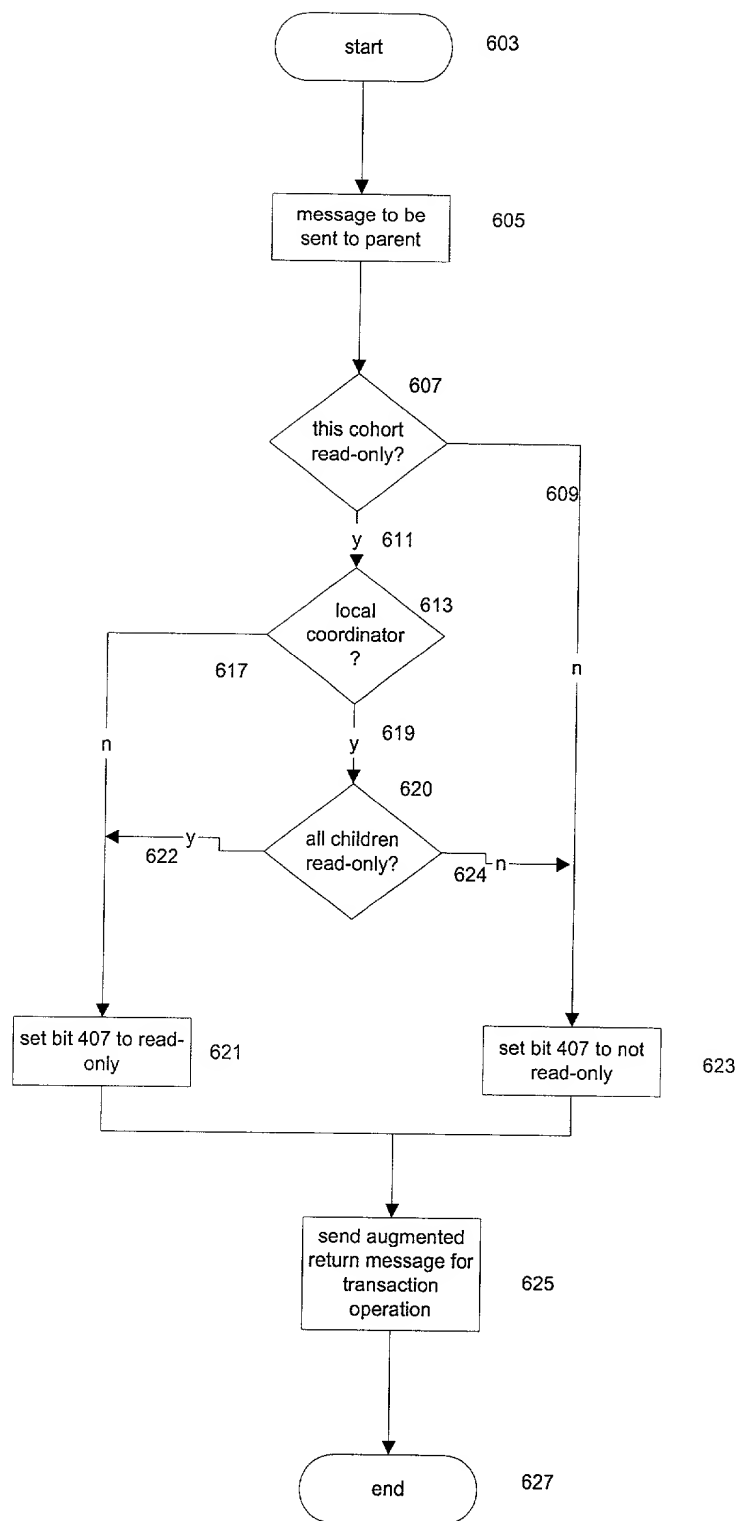 start
603
message to be
sent to parent
605
607
this cohort
read-only?
609
y
611
local
coordinator
?
613
617
n
n
y
619
620
all children
read-only?
y
622
624
n
set bit 407 to read-
only
621
set bit 407 to not
read-only
623
send augmented
return message for
transaction
operation
625
end
627